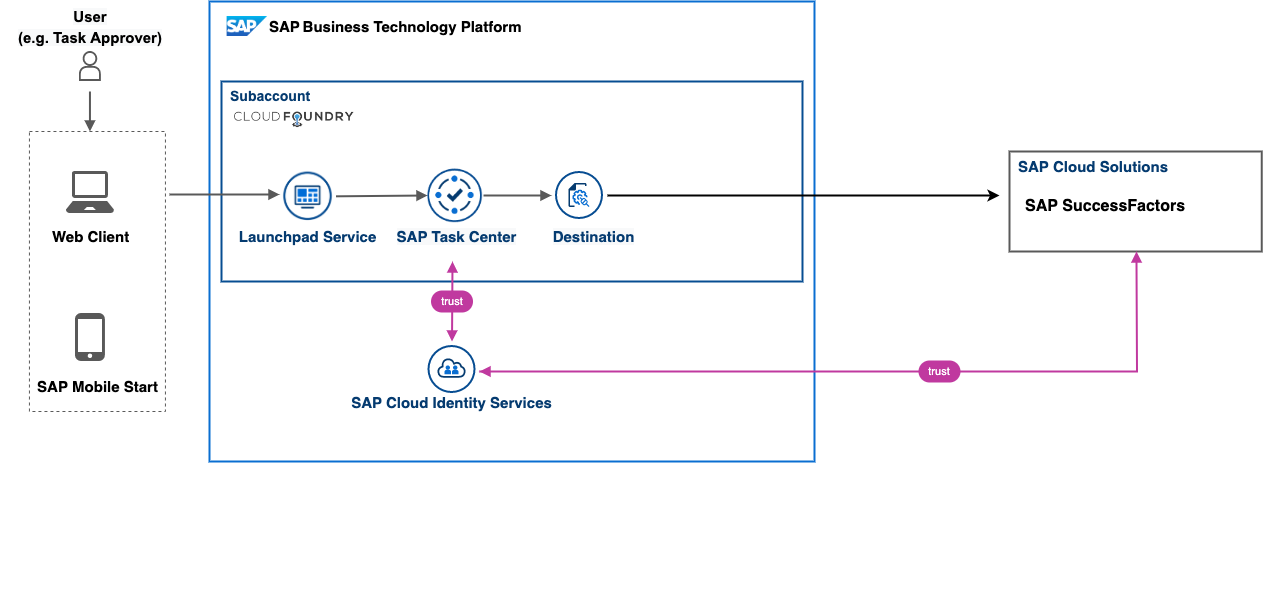 User
(e.g. Task Approver)
SAP SAP Business Technology Platform
Subaccount
CLOUD FOUNDRY
Web Client
SAP Mobile Start
Launchpad Service
SAP Task Center
Destination
trust
SAP Cloud Identity Services
trust
SAP Cloud Solutions
SAP SuccessFactors